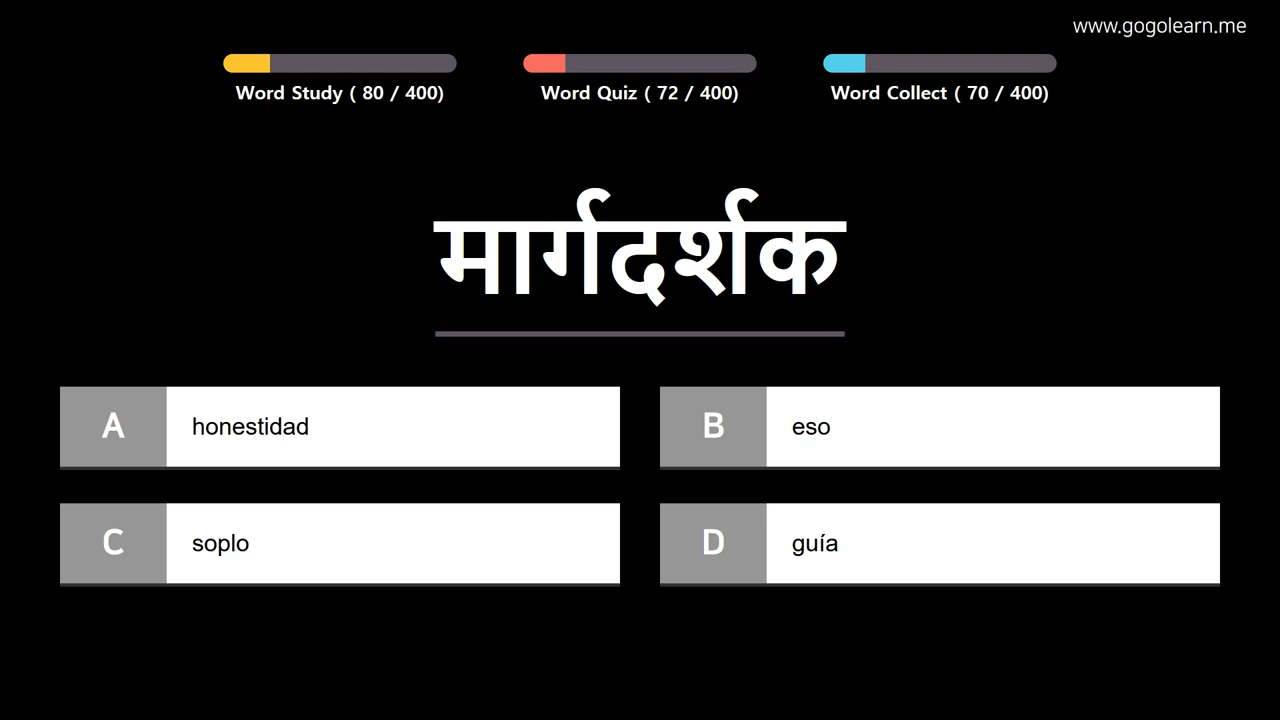 www.gogolearn.me
Word Study ( 80 / 400)
Word Quiz ( 72 / 400)
Word Collect ( 70 / 400)
मार्गदर्शक
A honestidad
B eso
C soplo
D guía